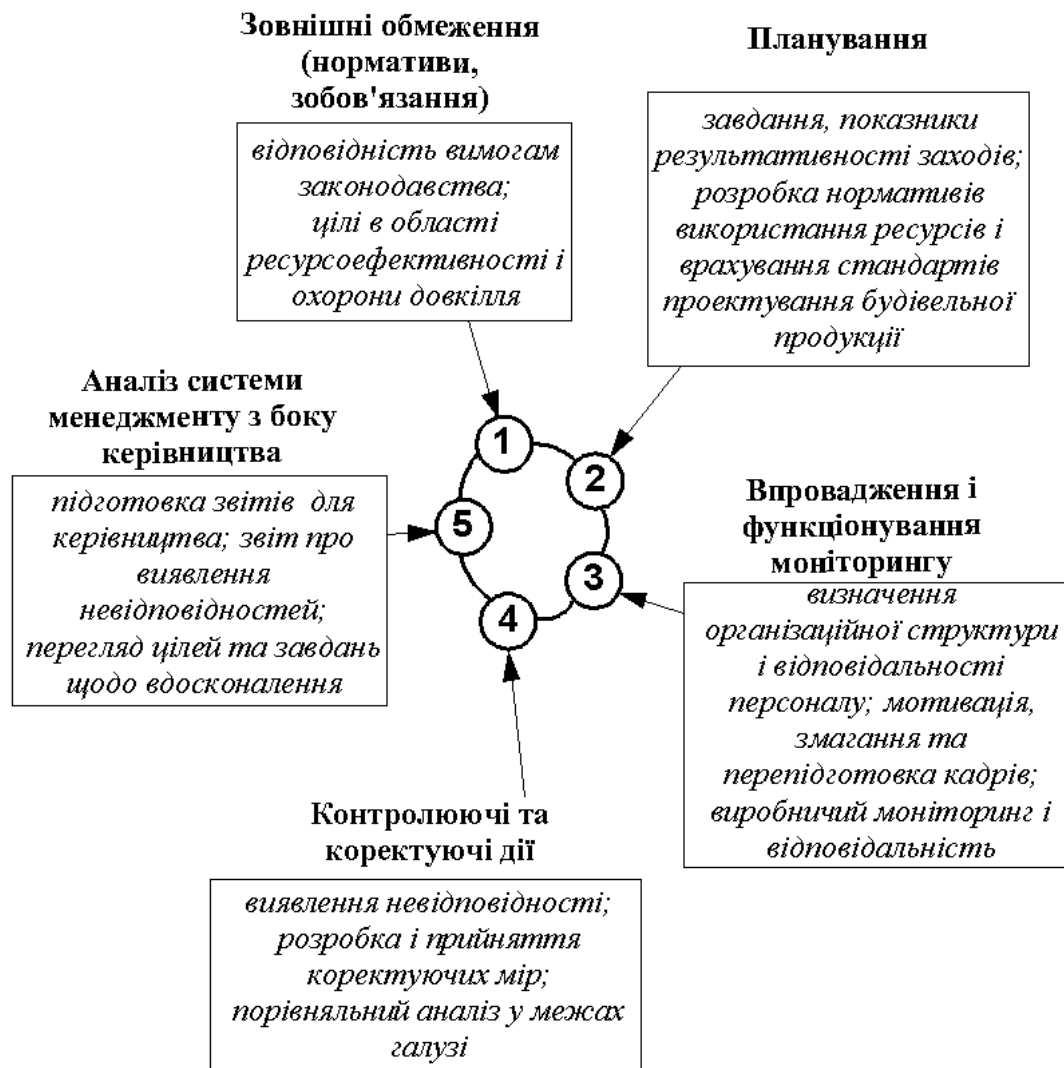 Зовнішні обмеження
(нормативи,
зобов'язання)
відповідність вимогам
законодавства;
цілі в області
ресурсоефективності і
охорони довкілля
Планування
завдання, показники
результативності заходів;
розробка нормативів
використання ресурсів і
врахування стандартів
проектування будівельної
продукції
1
2
3
4
5
Аналіз системи
менеджменту з боку
керівництва
підготовка звітів для
керівництва; звіт про
виявлення
невідповідностей;
перегляд цілей та завдань
щодо вдосконалення
Впровадження і
функціонування
моніторингу
визначення
організаційної структури
і відповідальності
персоналу; мотивація,
змагання та
перепідготовка кадрів;
виробничий моніторинг і
відповідальність
Контролюючі та
коректуючі дії
виявлення невідповідності;
розробка і прийняття
коректуючих мір;
порівняльний аналіз у межах
галузі